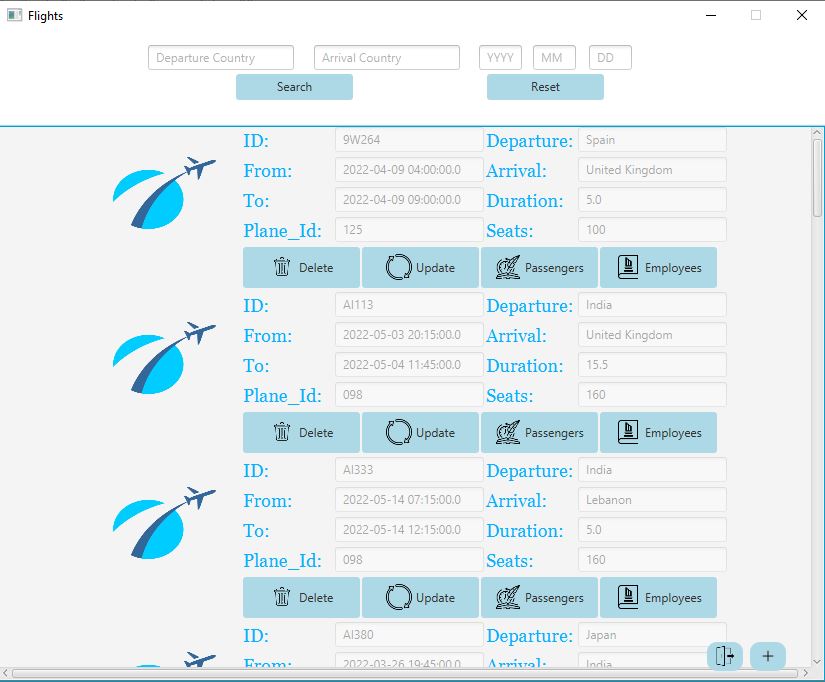 Flights
Departure Country Arrival Country YYYY MM DD
Search Reset
ID: 9W264 Departure: Spain
From: 2022-04-09 04:00:00.0 Arrival: United Kingdom
To: 2022-04-09 09:00:00.0 Duration: 5.0
Plane_Id: 125 Seats: 100
Delete Update Passengers Employees
ID: AI113 Departure: India
From: 2022-05-03 20:15:00.0 Arrival: United Kingdom
To: 2022-05-04 11:45:00.0 Duration: 15.5
Plane_Id: 098 Seats: 160
Delete Update Passengers Employees
ID: AI333 Departure: India
From: 2022-05-14 07:15:00.0 Arrival: Lebanon
To: 2022-05-14 12:15:00.0 Duration: 5.0
Plane_Id: 098 Seats: 160
Delete Update Passengers Employees
ID: AI380 Departure: Japan
From: 2022-03-26 19:45:00.0 Arrival: India